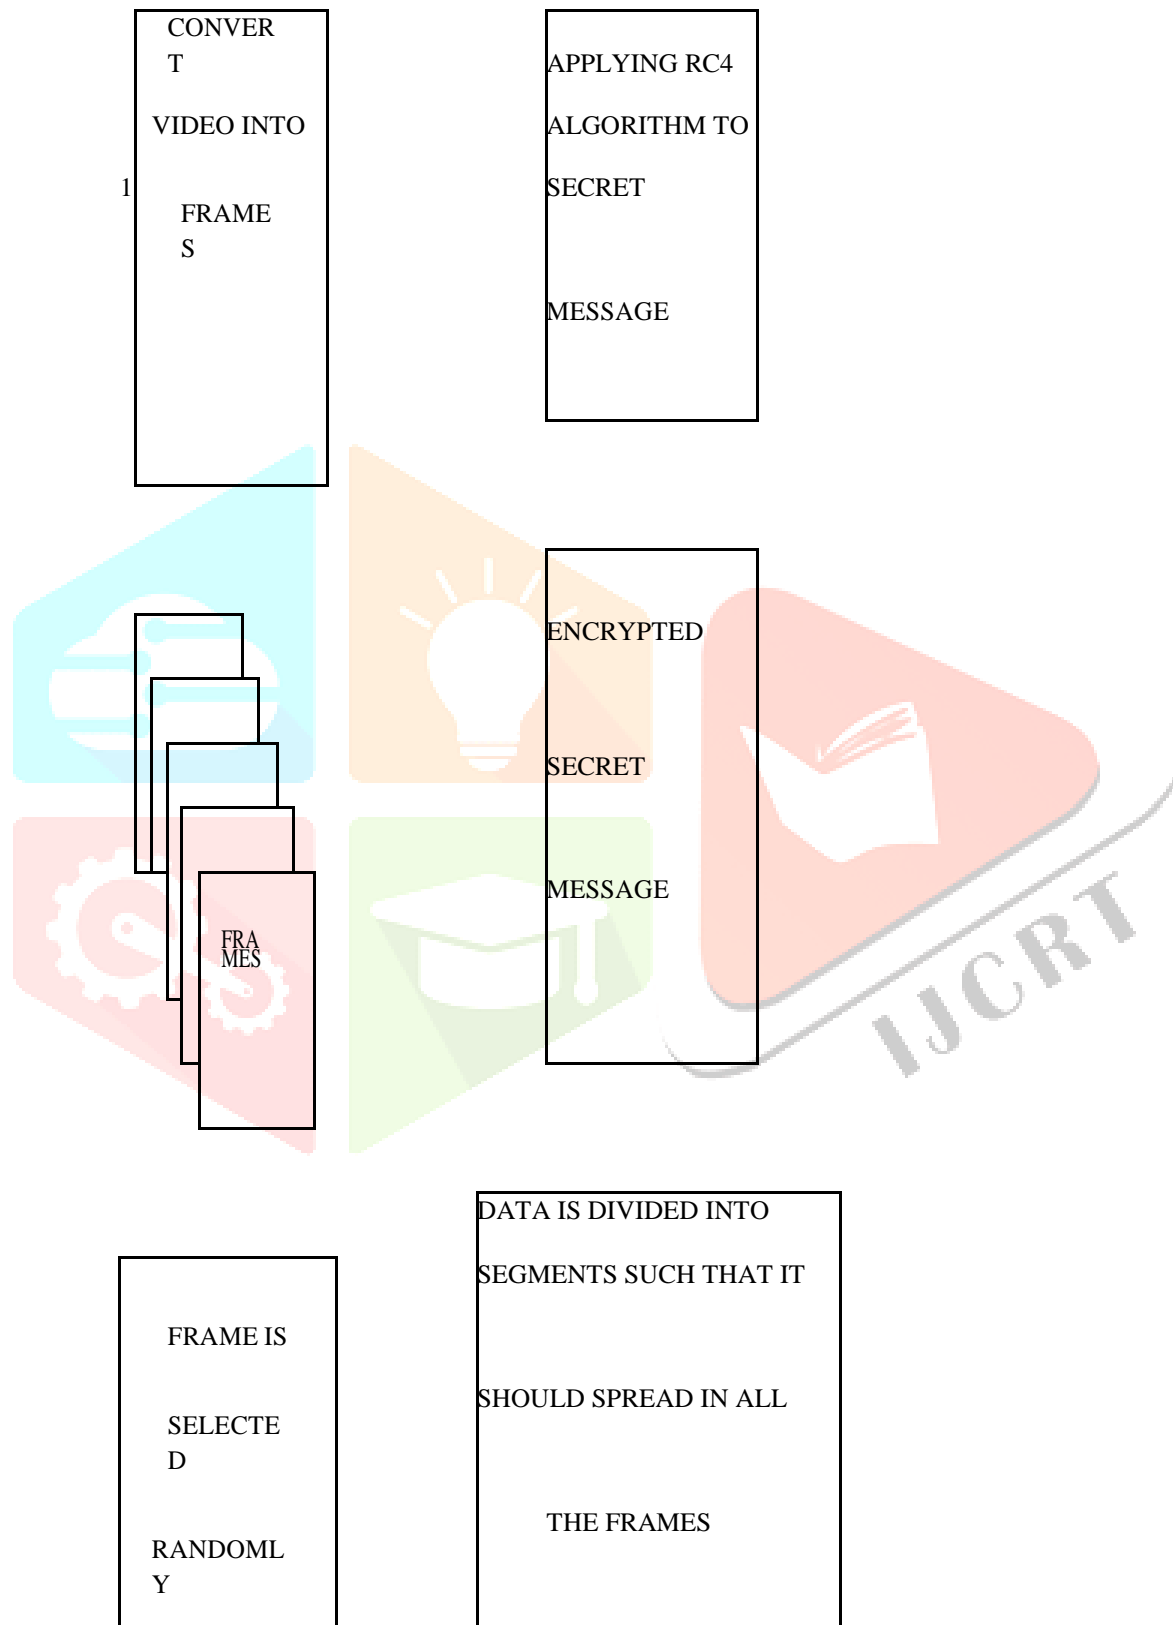 CONVER
T
VIDEO INTO
1
FRAME
S
APPLYING RC4
ALGORITHM TO
SECRET
MESSAGE
ENCRYPTED
SECRET
MESSAGE
FRA
MES
IJCRT
DATA IS DIVIDED INTO
SEGMENTS SUCH THAT IT
SHOULD SPREAD IN ALL
THE FRAMES
FRAME IS
SELECTE
D
RANDOML
Y